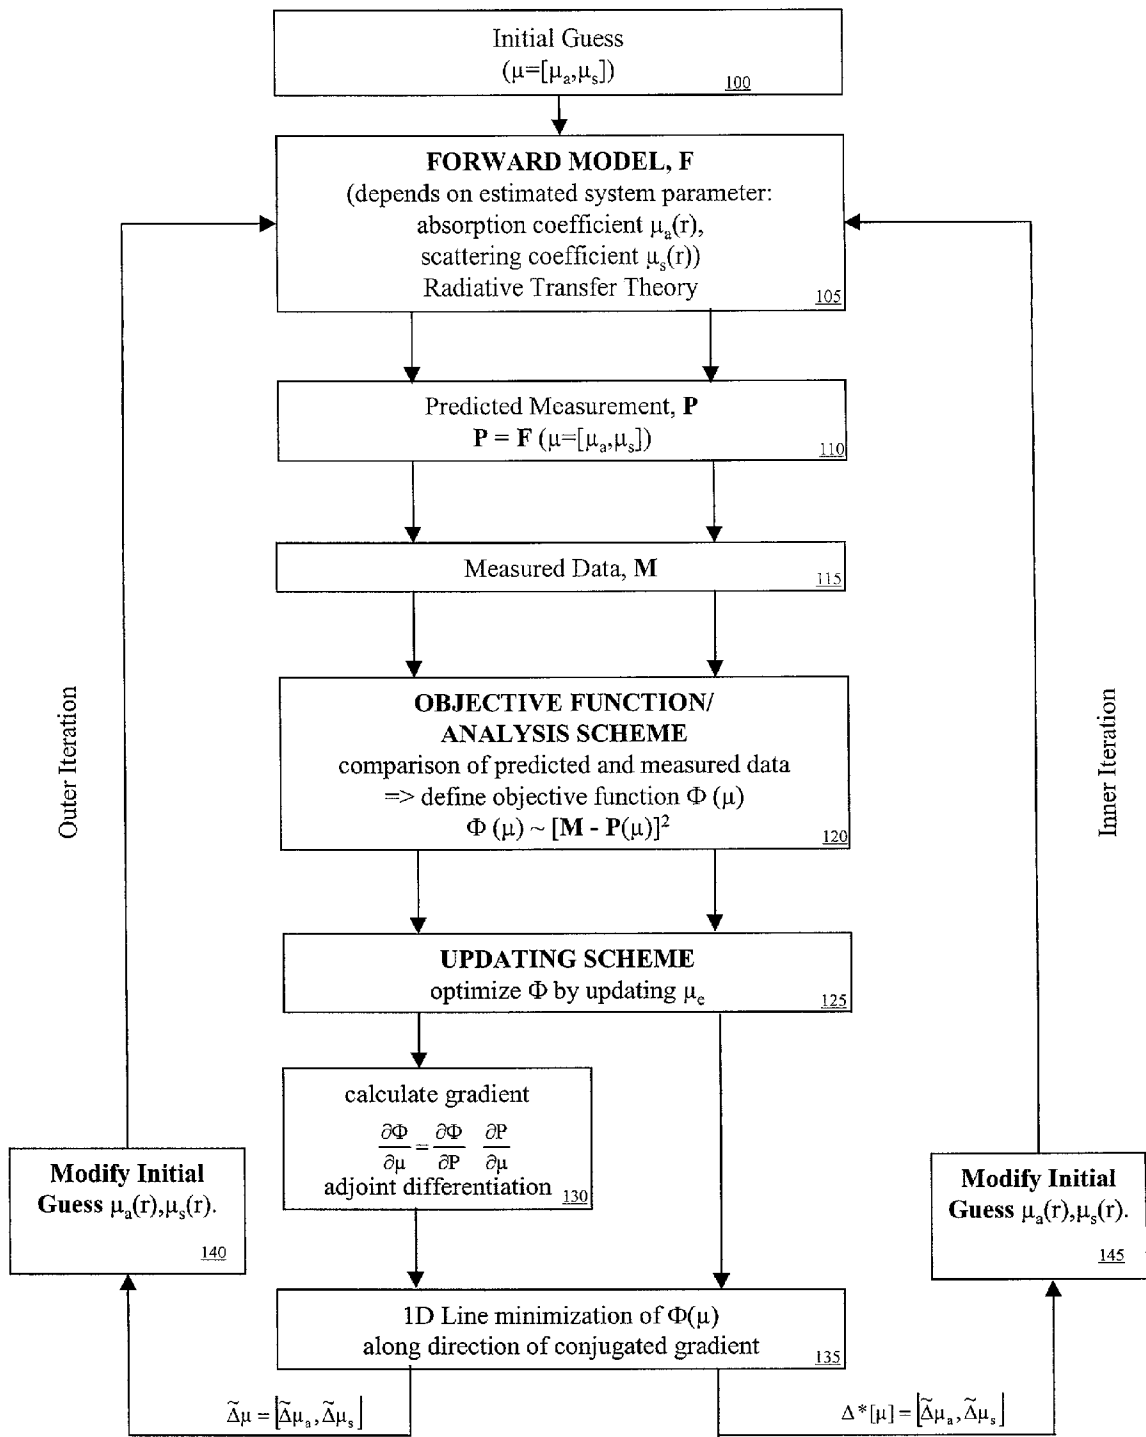 Initial Guess
(μ=[μₐ,μₛ])
100
FORWARD MODEL, F
(depends on estimated system parameter:
absorption coefficient μₐ(r),
scattering coefficient μₛ(r))
Radiative Transfer Theory
105
Predicted Measurement, P
P = F (μ=[μₐ,μₛ])
110
Measured Data, M
115
OBJECTIVE FUNCTION/
ANALYSIS SCHEME
comparison of predicted and measured data
=> define objective function Φ (μ)
Φ (μ) ~ [M - P(μ)]²
120
UPDATING SCHEME
optimize Φ by updating μₑ
125
calculate gradient
∂Φ/∂μ = ∂Φ/∂P ∂P/∂μ
adjoint differentiation
130
1D Line minimization of Φ(μ)
along direction of conjugated gradient
135
Outer Iteration
Modify Initial
Guess μₐ(r),μₛ(r).
140
Δ̃μ = ⌊Δ̃μₐ, Δ̃μₛ⌋
Inner Iteration
Modify Initial
Guess μₐ(r),μₛ(r).
145
Δ*[μ] = ⌊Δ̃μₐ, Δ̃μₛ⌋